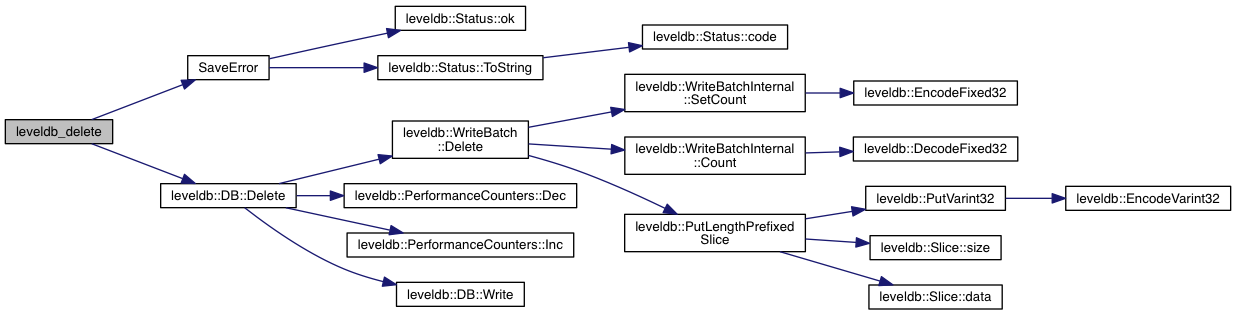 leveldb::Status::ok
leveldb::Status::code
SaveError
leveldb::Status::ToString
leveldb::WriteBatchInternal
::SetCount
leveldb::EncodeFixed32
leveldb_delete
leveldb::WriteBatch
::Delete
leveldb::WriteBatchInternal
::Count
leveldb::DecodeFixed32
leveldb::DB::Delete
leveldb::PerformanceCounters::Dec
leveldb::PutVarint32
leveldb::EncodeVarint32
leveldb::PutLengthPrefixed
Slice
leveldb::PerformanceCounters::Inc
leveldb::Slice::size
leveldb::DB::Write
leveldb::Slice::data